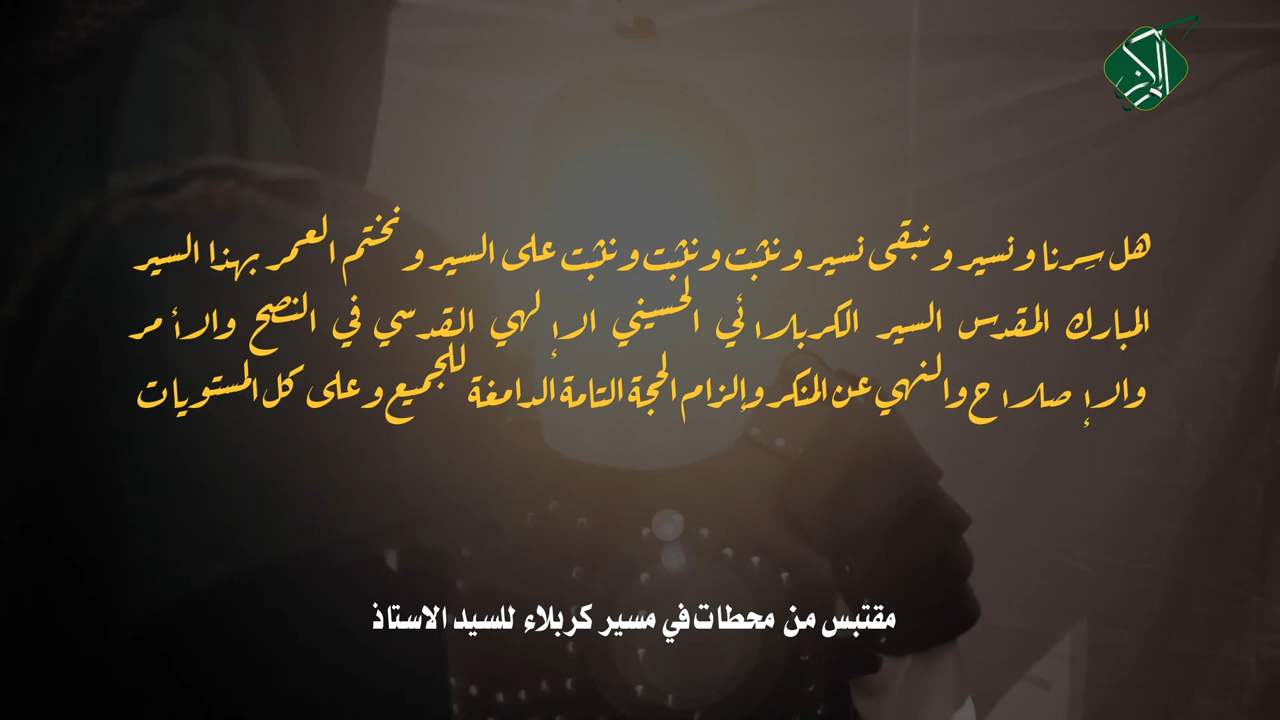 هل سِرنا ونسير ونبقى نسير ونثبت ونثبت ونثبت على السير ونختم العمر بهذا السير
المبارك المقدس السير الكربلائي الحسيني الإلهي القدسي في النصح والأمر
والإصلاح والنهي عن المنكر وإلزام الحجة التامة الدامغة للجميع وعلى كل المستويات
مقتبس من محطات في مسير كربلاء للسيد الاستاذ